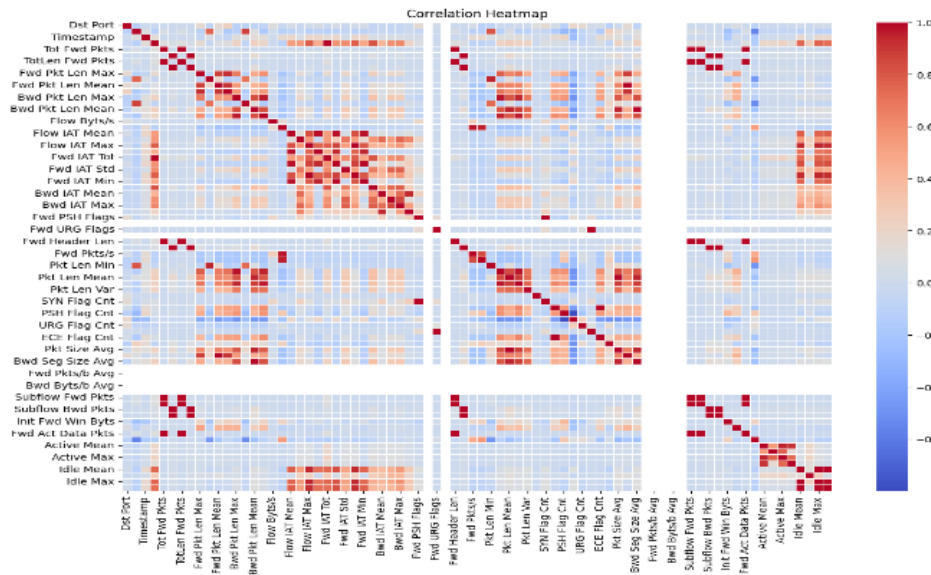 Correlation Heatmap
Dst Port
Timestamp
Tot Fwd Pkts
TotLen Fwd Pkts
Fwd Pkt Len Max
Fwd Pkt Len Mean
Bwd Pkt Len Max
Bwd Pkt Len Mean
Flow Byts/s
Flow IAT Mean
Flow IAT Max
Fwd IAT Tot
Fwd IAT Std
Fwd IAT Min
Bwd IAT Mean
Bwd IAT Max
Fwd PSH Flags
Fwd URG Flags
Fwd Header Len
Fwd Pkts/s
Pkt Len Min
Pkt Len Mean
Pkt Len Var
SYN Flag Cnt
PSH Flag Cnt
URG Flag Cnt
ECE Flag Cnt
Pkt Size Avg
Bwd Seg Size Avg
Fwd Pkts/b Avg
Bwd Byts/b Avg
Subflow Fwd Pkts
Subflow Bwd Pkts
Init Fwd Win Byts
Fwd Act Data Pkts
Active Mean
Active Max
Idle Mean
Idle Max
Dst Port
Timestamp
Tot Fwd Pkts
TotLen Fwd Pkts
Fwd Pkt Len Max
Fwd Pkt Len Mean
Bwd Pkt Len Max
Bwd Pkt Len Mean
Flow Byts/s
Flow IAT Mean
Flow IAT Max
Fwd IAT Tot
Fwd IAT Std
Fwd IAT Min
Bwd IAT Mean
Bwd IAT Max
Fwd PSH Flags
Fwd URG Flags
Fwd Header Len
Fwd Pkts/s
Pkt Len Min
Pkt Len Mean
Pkt Len Var
SYN Flag Cnt
PSH Flag Cnt
URG Flag Cnt
ECE Flag Cnt
Pkt Size Avg
Bwd Seg Size Avg
Fwd Pkts/b Avg
Bwd Byts/b Avg
Subflow Fwd Pkts
Subflow Bwd Pkts
Init Fwd Win Byts
Fwd Act Data Pkts
Active Mean
Active Max
Idle Mean
Idle Max